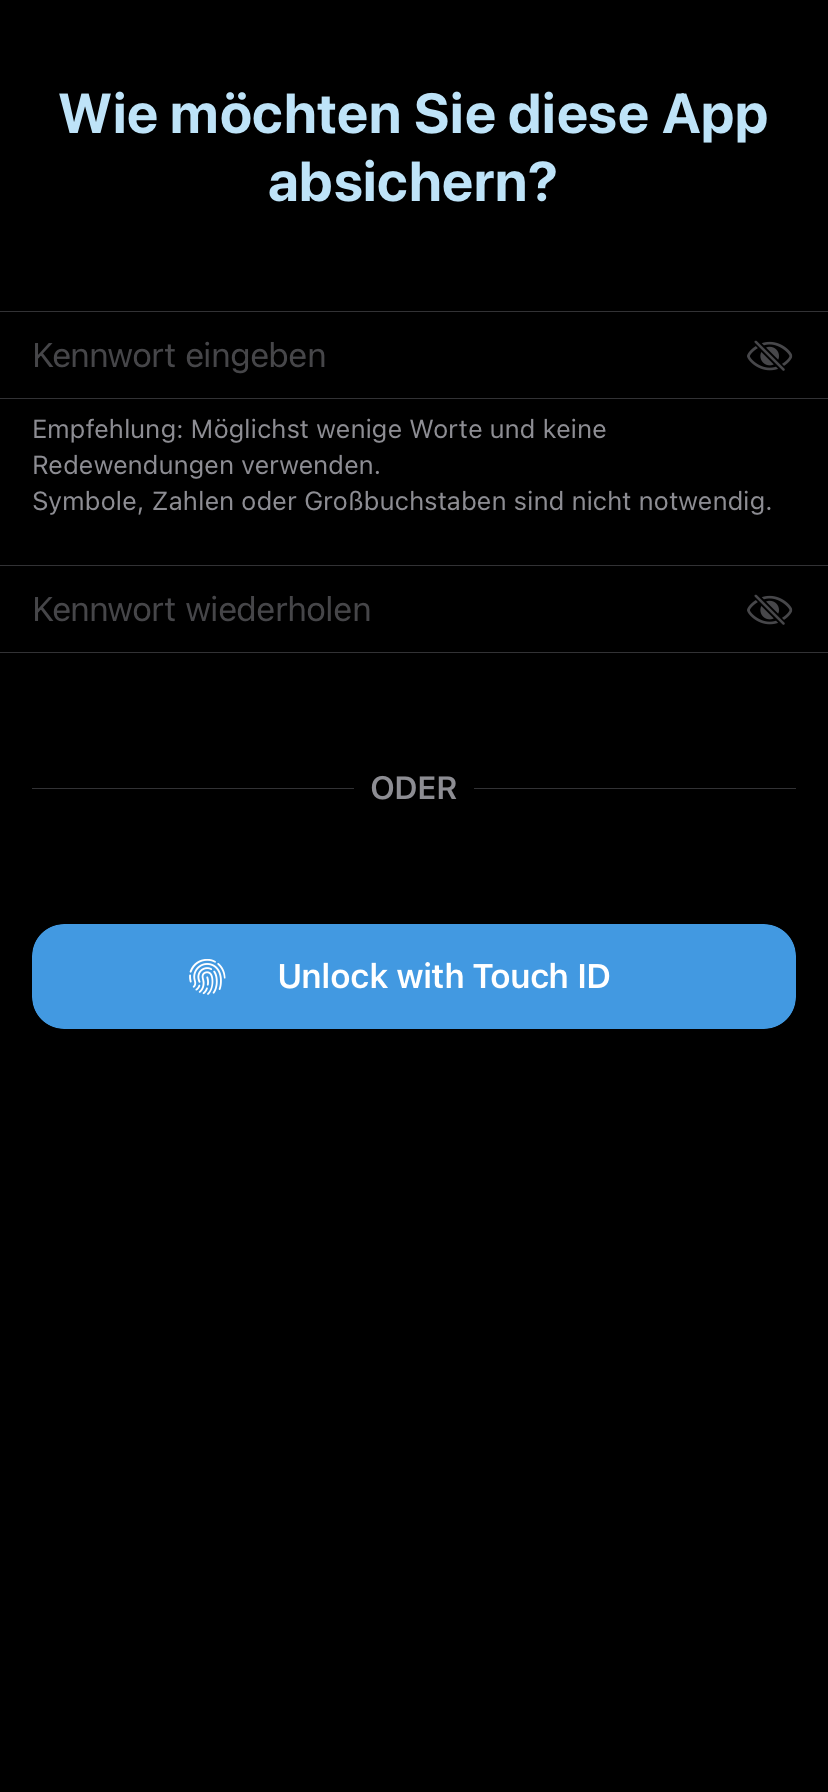 Wie möchten Sie diese App
absichern?
Kennwort eingeben
Empfehlung: Möglichst wenige Worte und keine
Redewendungen verwenden.
Symbole, Zahlen oder Großbuchstaben sind nicht notwendig.
Kennwort wiederholen
ODER
Unlock with Touch ID